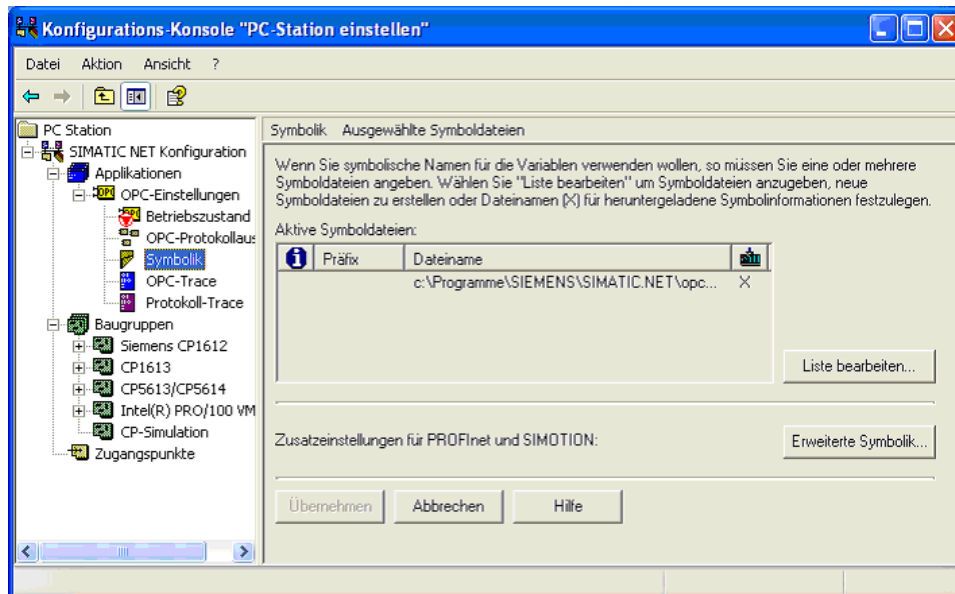 Konfigurations-Konsole "PC-Station einstellen"
Datei Aktion Ansicht ?
PC Station
SIMATIC NET Konfiguration
Applikationen
OPC-Einstellungen
Betriebszustand
OPC-Protokollaus
Symbolik
OPC-Trace
Protokoll-Trace
Baugruppen
Siemens CP1612
CP1613
CP5613/CP5614
Intel(R) PRO/100 VM
CP-Simulation
Zugangspunkte
Symbolik Ausgewählte Symboldateien
Wenn Sie symbolische Namen für die Variablen verwenden wollen, so müssen Sie eine oder mehrere
Symboldateien angeben. Wählen Sie "Liste bearbeiten" um Symboldateien anzugeben, neue
Symboldateien zu erstellen oder Dateinamen (X) für heruntergeladene Symbolinformationen festzulegen.
Aktive Symboldateien:
Präfix Dateiname
c:\Programme\SIEMENS\SIMATIC.NET\opc... X
Liste bearbeiten...
Zusatzeinstellungen für PROFInet und SIMOTION:
Erweiterte Symbolik...
Übernehmen Abbrechen Hilfe